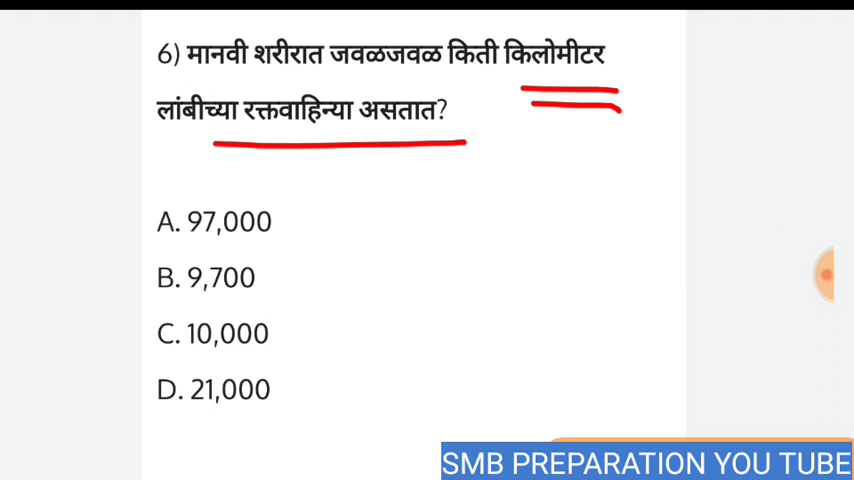 6) मानवी शरीरात जवळजवळ किती किलोमीटर
लांबीच्या रक्तवाहिन्या असतात?
A. 97,000
B. 9,700
C. 10,000
D. 21,000
SMB PREPARATION YOU TUBE